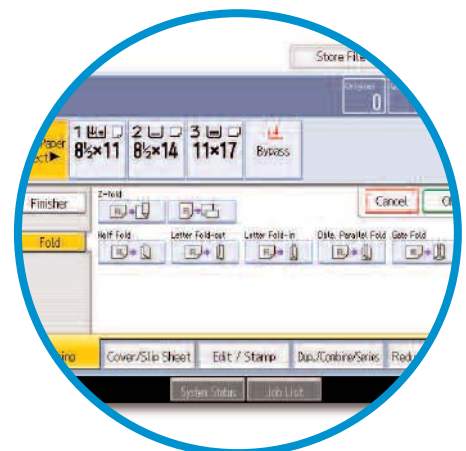 Store File
Original
0
Paper
ect▶
1
8½×11
2
8½×14
3
11×17
Bypass
Finisher
Z-fold
Cancel
Fold
Half Fold
Letter Fold-out
Letter Fold-in
Dble. Parallel Fold
Gate Fold
Cover/Slip Sheet
Edit / Stamp
Dup./Combine/Series
System Status
Job List